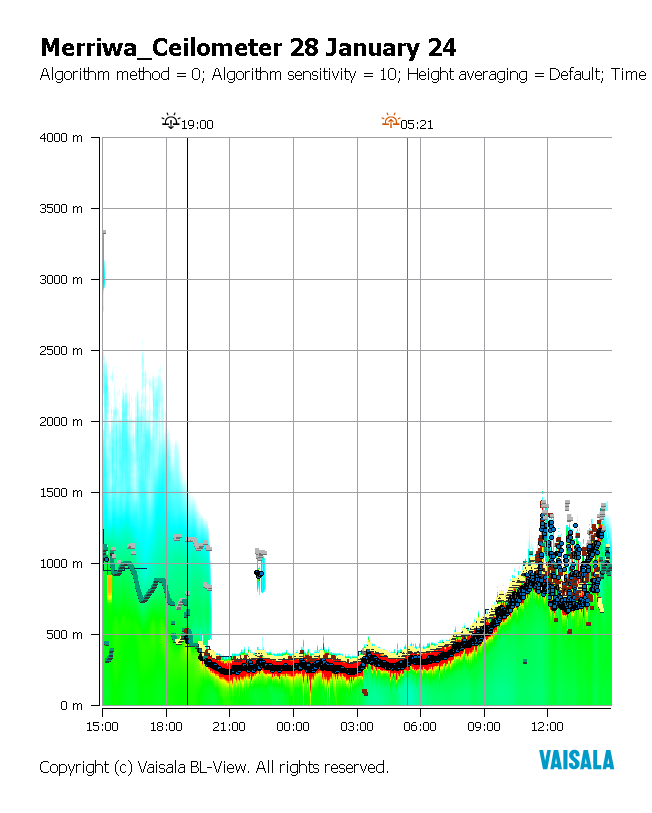 Merriwa_Ceilometer 28 January 24
Algorithm method = 0; Algorithm sensitivity = 10; Height averaging = Default; Time
19:00 05:21
4000 m
3500 m
3000 m
2500 m
2000 m
1500 m
1000 m
500 m
0 m
15:00 18:00 21:00 00:00 03:00 06:00 09:00 12:00
Copyright (c) Vaisala BL-View. All rights reserved.
VAISALA